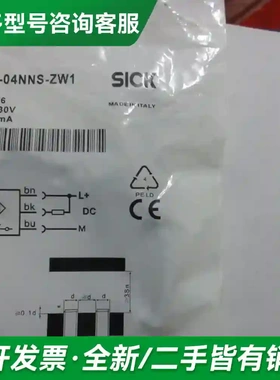 多型号咨询客服
-04NNS-ZW1
SICK
6
30V
mA
MADE IN ITALY
PE-LD
bn
L+
bk
DC
bu
M
CE
d
d
开发票·全新/二手皆有销